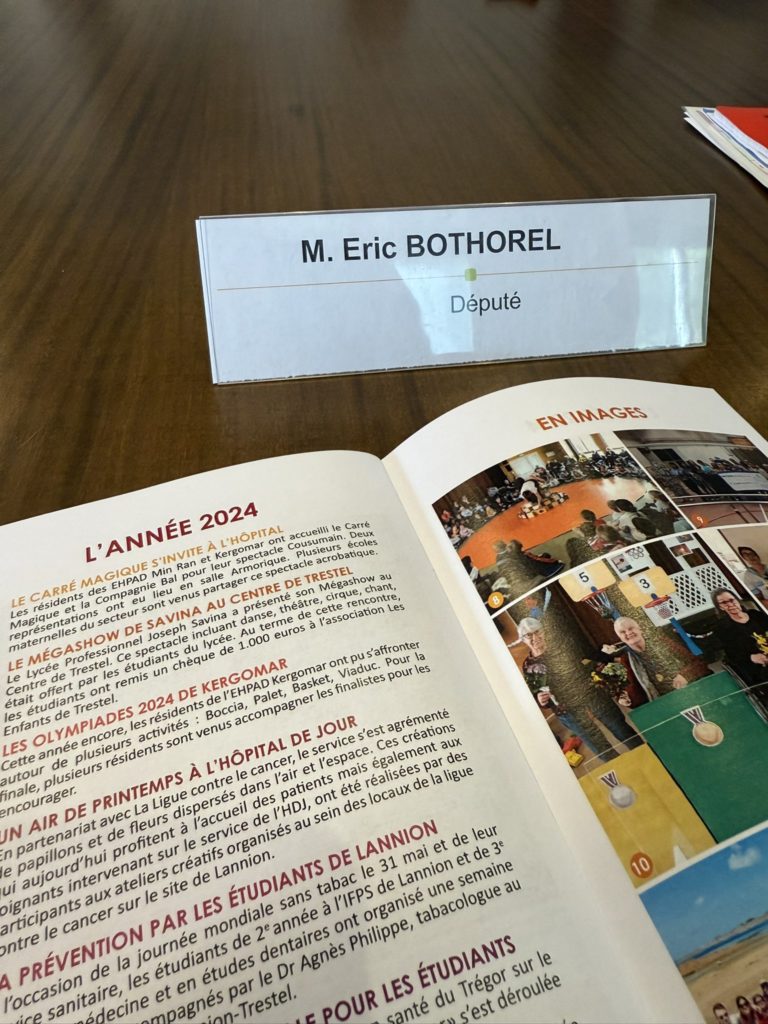 M. Eric BOTHOREL
Député
L'ANNÉE 2024
LE CARRÉ MAGIQUE S'INVITE À L'HÔPITAL
Les résidents des EHPAD Min Ran et Kergomar ont accueilli le Carré
Magique et la Compagnie Bal pour leur spectacle Cousumain. Deux
représentations ont eu lieu en salle Armorique. Plusieurs écoles
maternelles du secteur sont venus partager ce spectacle acrobatique.
LE MÉGASHOW DE SAVINA AU CENTRE DE TRESTEL
Le Lycée Professionnel Joseph Savina a présenté son Mégashow au
Centre de Trestel. Ce spectacle incluant danse, théâtre, cirque, chant,
était offert par les étudiants du lycée. Au terme de cette rencontre,
les étudiants ont remis un chèque de 1.000 euros à l'association Les
Enfants de Trestel.
LES OLYMPIADES 2024 DE KERGOMAR
Cette année encore, les résidents de l'EHPAD Kergomar ont pu s'affronter
autour de plusieurs activités : Boccia, Palet, Basket, Viaduc. Pour la
finale, plusieurs résidents sont venus accompagner les finalistes pour les
encourager.
UN AIR DE PRINTEMPS À L'HÔPITAL DE JOUR
En partenariat avec La Ligue contre le cancer, le service s'est agrémenté
de papillons et de fleurs dispersés dans l'air et l'espace. Ces créations
qui aujourd'hui profitent à l'accueil des patients mais également aux
oignants intervenant sur le service de l'HDJ, ont été réalisées par des
articipants aux ateliers créatifs organisés au sein des locaux de la ligue
ontre le cancer sur le site de Lannion.
A PRÉVENTION PAR LES ÉTUDIANTS DE LANNION
l'occasion de la journée mondiale sans tabac le 31 mai et de leur
vice sanitaire, les étudiants de 2e année à l'IFPS de Lannion et de 3e
médecine et en études dentaires ont organisé une semaine
compagnés par le Dr Agnès Philippe, tabacologue au
nion-Trestel.
LE POUR LES ÉTUDIANTS
santé du Trégor sur le
s'est déroulée
EN IMAGES
8
9
5
3
10